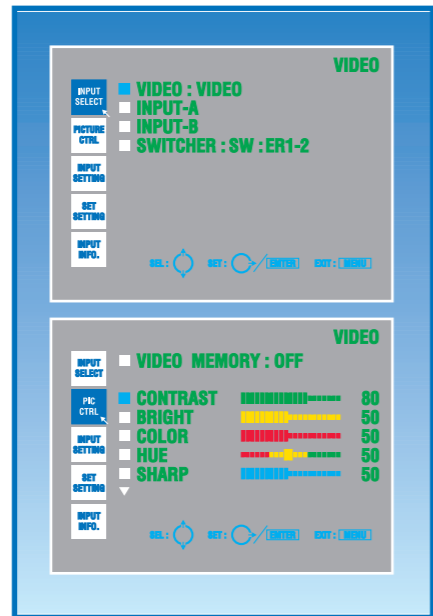 VIDEO
INPUT
SELECT
VIDEO : VIDEO
INPUT-A
PICTURE
CTRL
INPUT-B
SWITCHER : SW : ER1-2
INPUT
SETTING
SET
SETTING
INPUT
INFO.
SEL : SET : / ENTER EXIT : MENU
VIDEO
INPUT
SELECT
VIDEO MEMORY : OFF
PIC
CTRL
CONTRAST 80
BRIGHT 50
INPUT
SETTING
COLOR 50
HUE 50
SET
SETTING
SHARP 50
INPUT
INFO.
SEL : SET : / ENTER EXIT : MENU